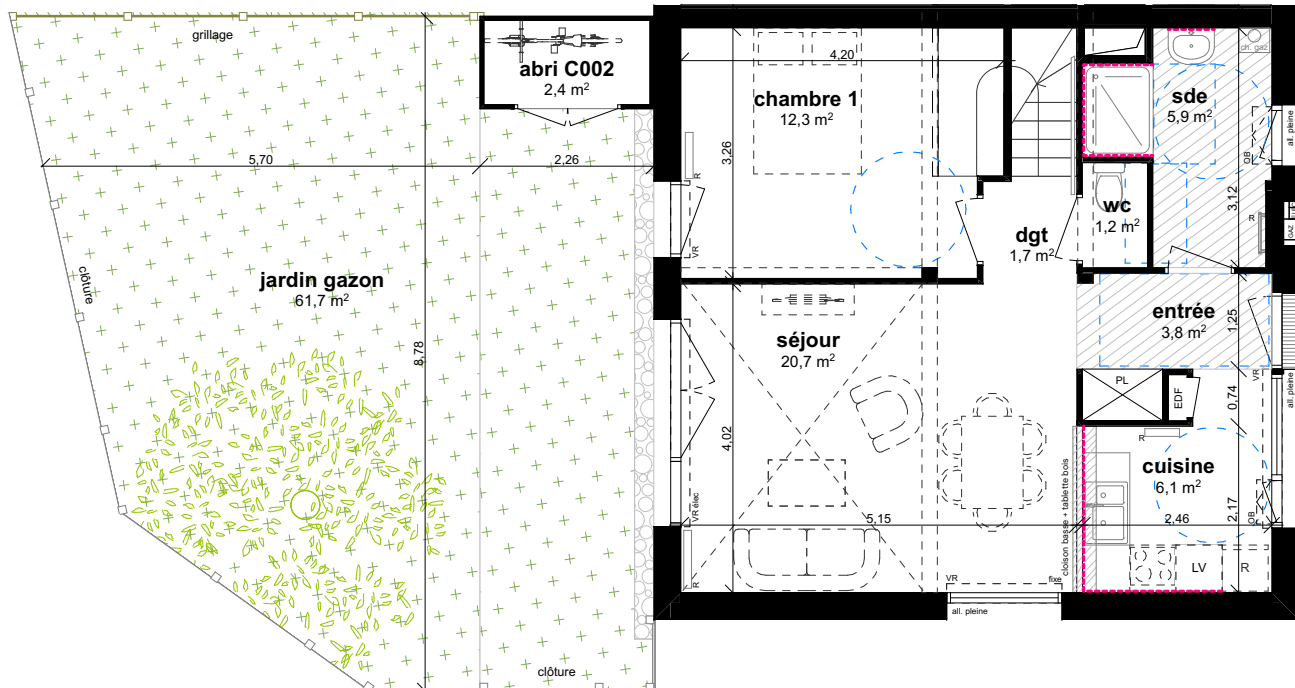 grillage
abri C002
2,4 m²
5,70
2,26
clôture
jardin gazon
61,7 m²
8,78
clôture
4,20
chambre 1
12,3 m²
3,26
R
VR
dgt
1,7 m²
wc
1,2 m²
sde
5,9 m²
ch. gaz
OB
all. pleine
3,12
R
GAZ
entrée
3,8 m²
1,25
VR
all. pleine
séjour
20,7 m²
4,02
VR élec
R
5,15
PL
EDF
0,74
R
cuisine
6,1 m²
2,46
2,17
OB
LV
R
cloison basse + tablette bois
VR
fixe
all. pleine